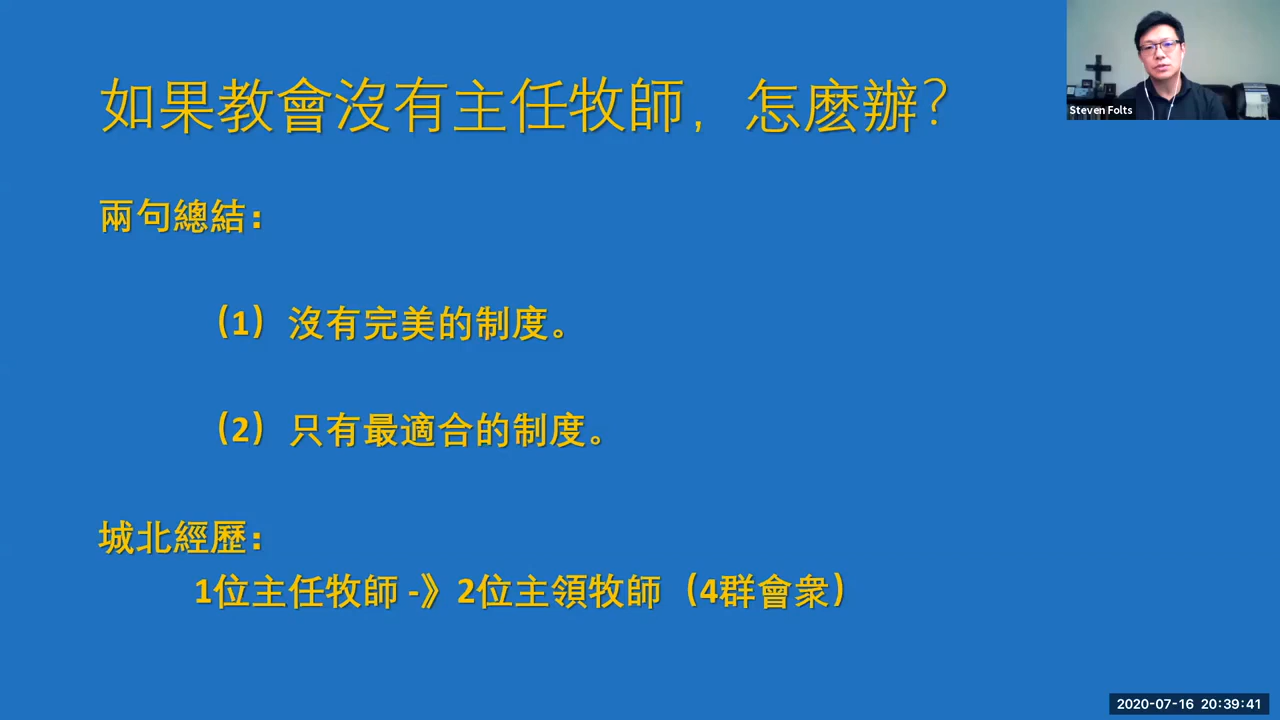 如果教會沒有主任牧師，怎麽辦？
Steven Folts
兩句總結：
（1）沒有完美的制度。
（2）只有最適合的制度。
城北經歷：
1位主任牧師 -》2位主領牧師（4群會衆）
2020-07-16 20:39:41